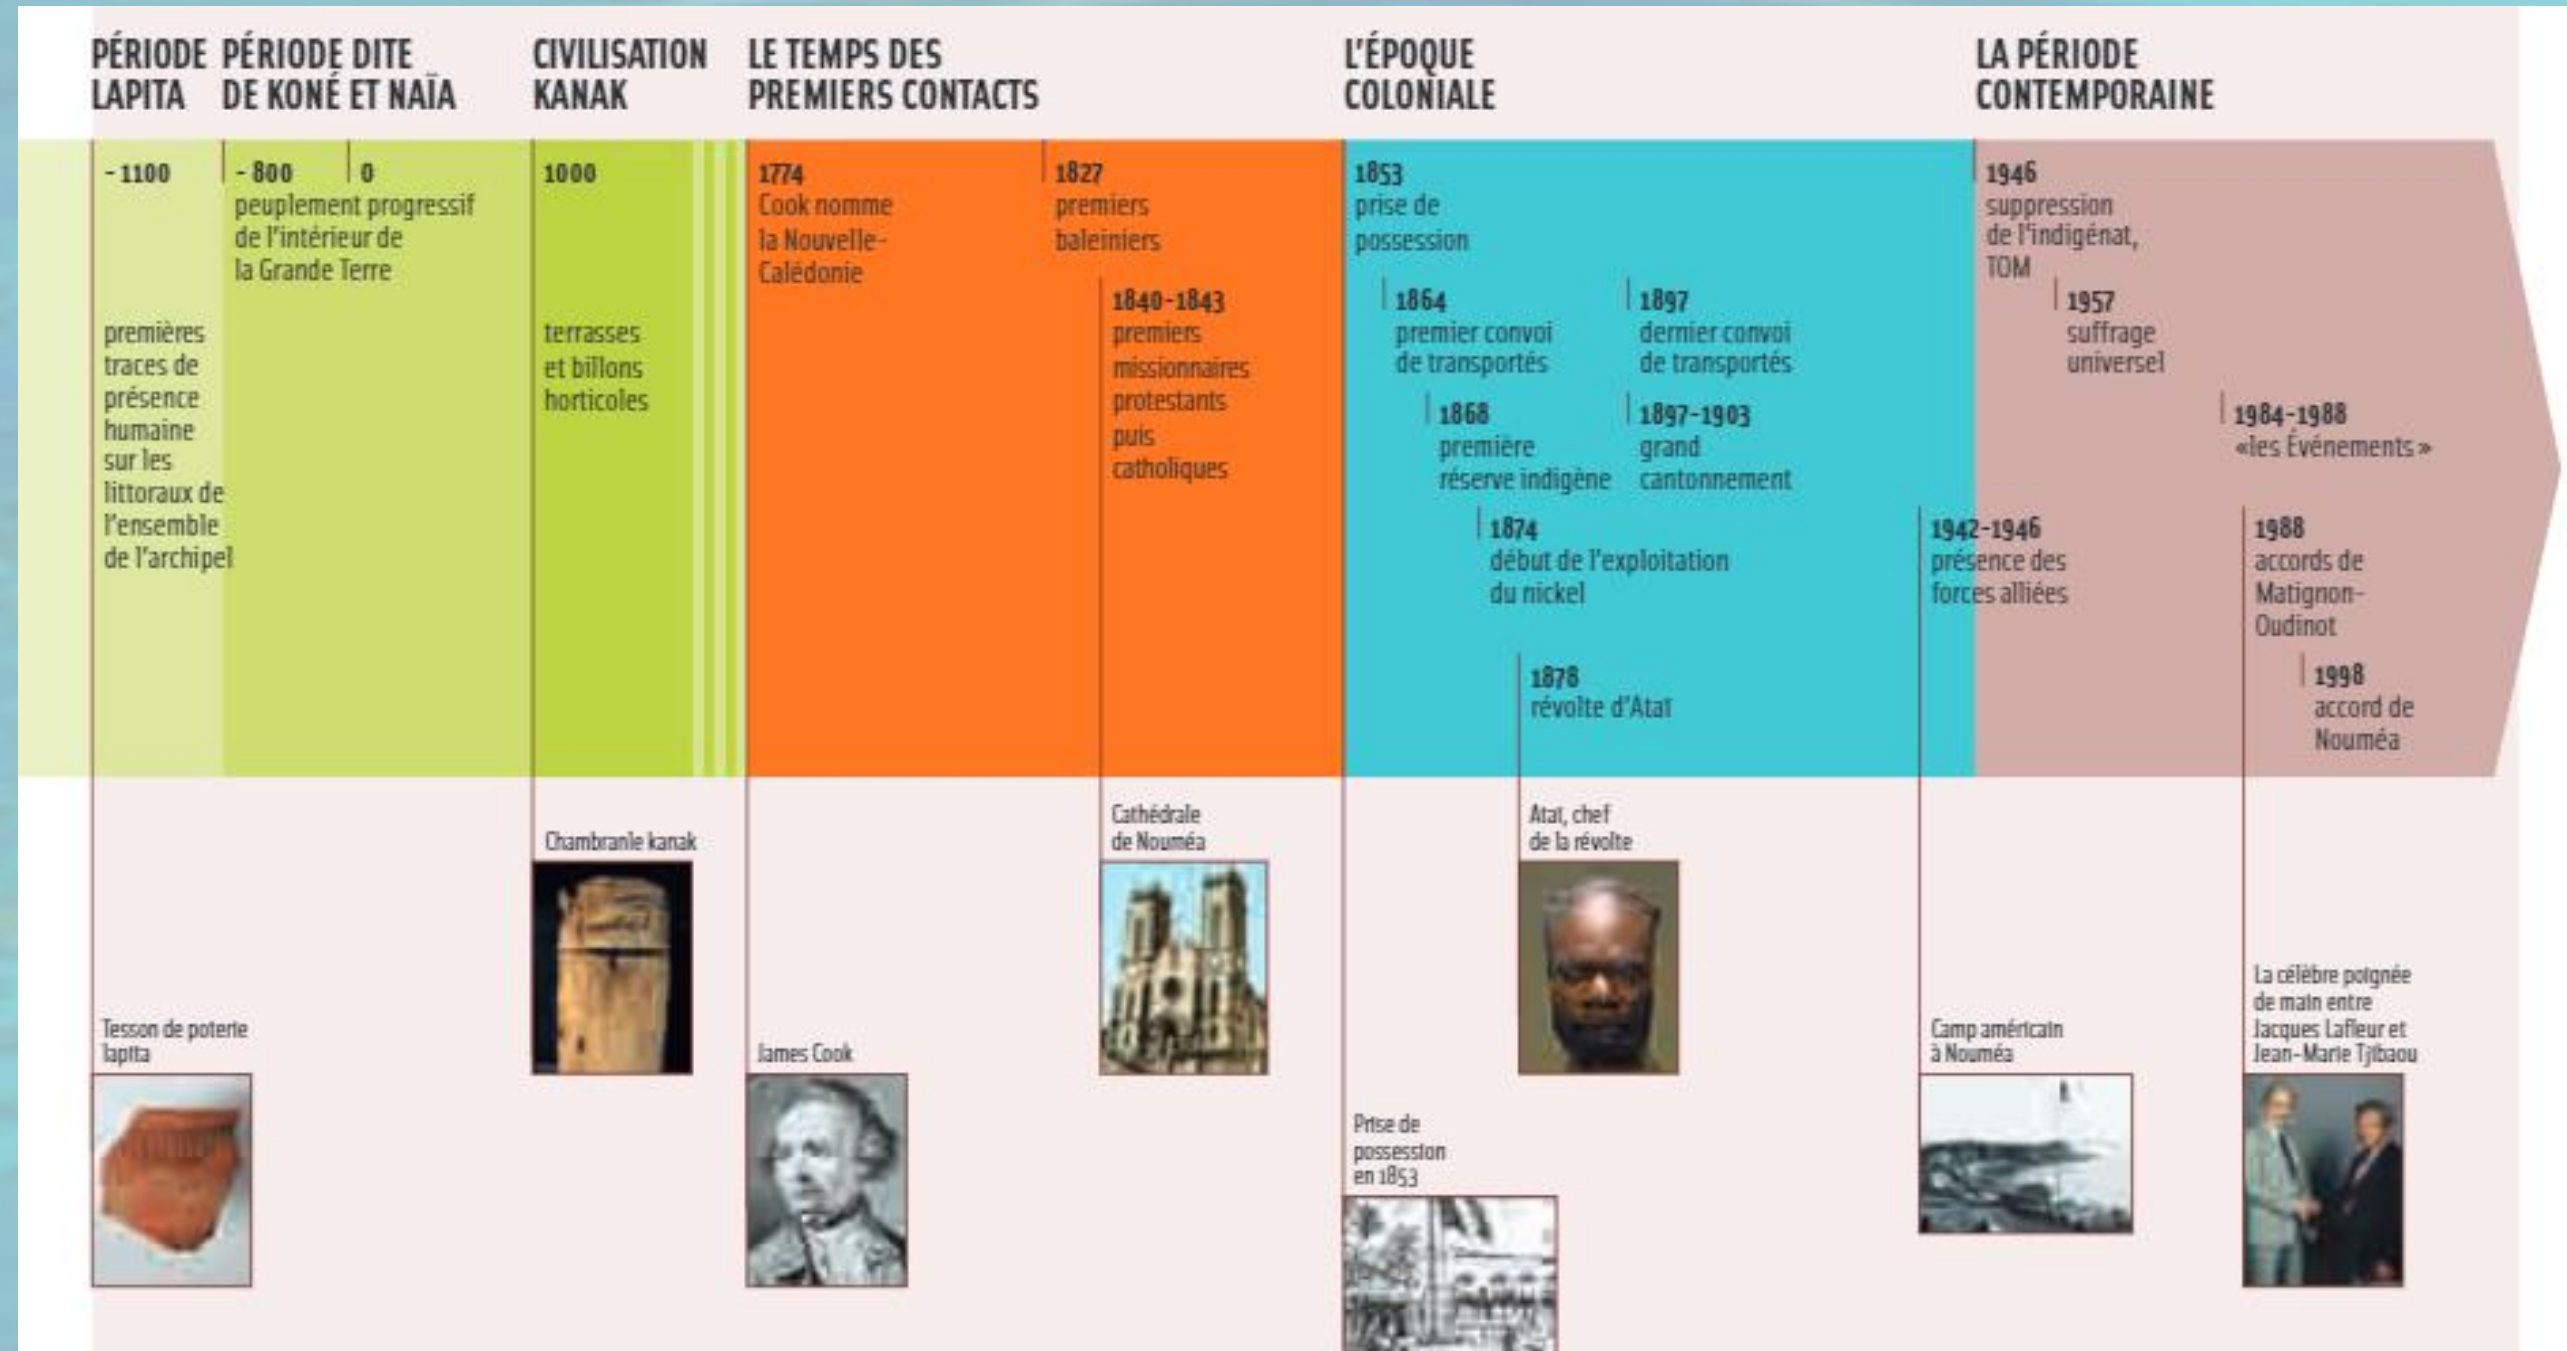 PÉRIODE
LAPITA
PÉRIODE DITE
DE KONÉ ET NAÏA
CIVILISATION
KANAK
LE TEMPS DES
PREMIERS CONTACTS
L'ÉPOQUE
COLONIALE
LA PÉRIODE
CONTEMPORAINE
- 1100
premières
traces de
présence
humaine
sur les
littoraux de
l'ensemble
de l'archipel
- 800
0
peuplement progressif
de l'intérieur de
la Grande Terre
1000
terrasses
et billons
horticoles
1774
Cook nomme
la Nouvelle-
Calédonie
1827
premiers
baleiniers
1840-1843
premiers
missionnaires
protestants
puis
catholiques
1853
prise de
possession
1864
premier convoi
de transportés
1897
dernier convoi
de transportés
1868
première
réserve indigène
1897-1903
grand
cantonnement
1874
début de l'exploitation
du nickel
1878
révolte d'Ataï
1942-1946
présence des
forces alliées
1946
suppression
de l'indigénat,
TOM
1957
suffrage
universel
1984-1988
«les Événements»
1988
accords de
Matignon-
Oudinot
1998
accord de
Nouméa
Tesson de poterie
lapita
Chambranle kanak
James Cook
Cathédrale
de Nouméa
Prise de
possession
en 1853
Ataï, chef
de la révolte
Camp américain
à Nouméa
La célèbre poignée
de main entre
Jacques Lafleur et
Jean-Marie Tjibaou